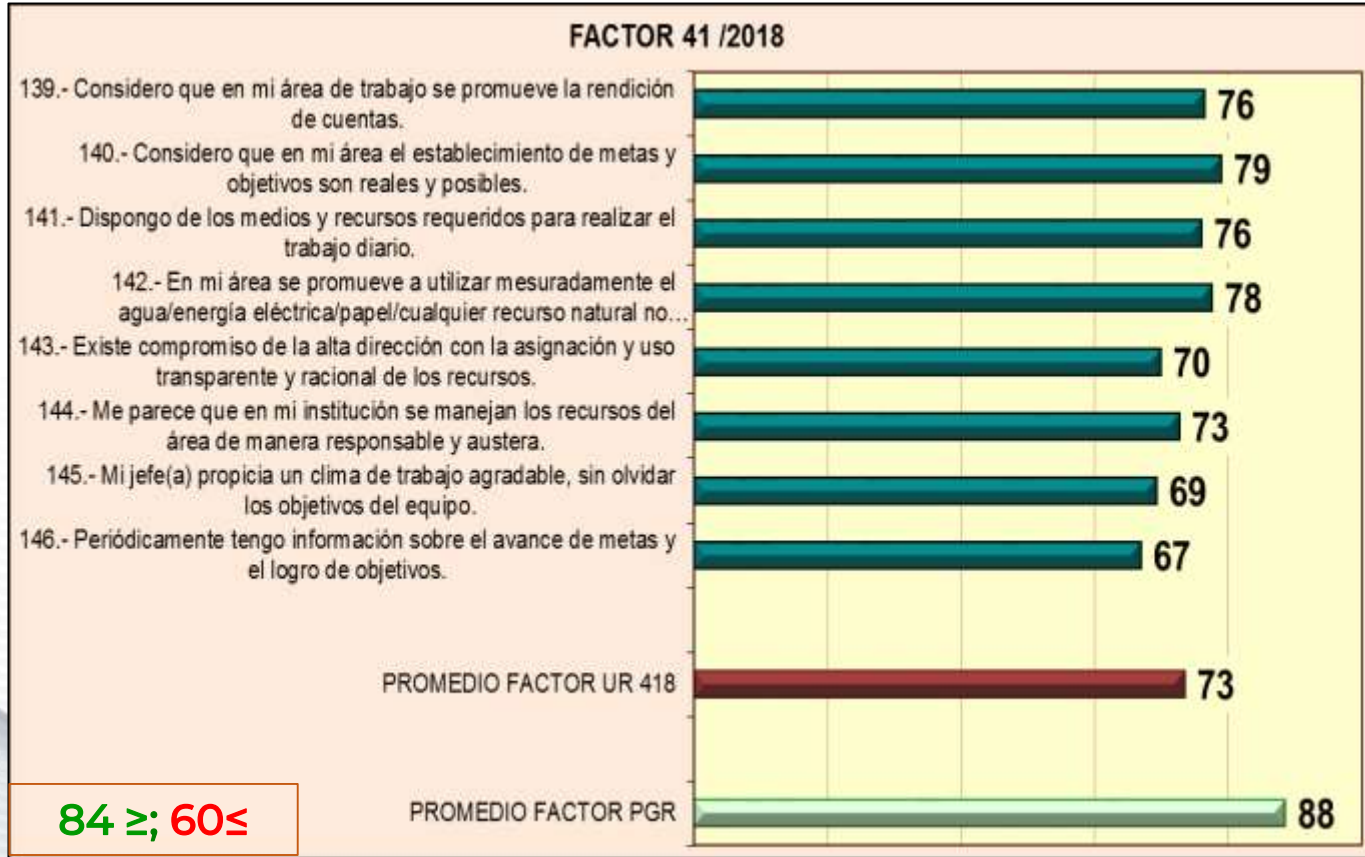 FACTOR 41 /2018
139.- Considero que en mi área de trabajo se promueve la rendición
de cuentas.
76
140.- Considero que en mi área el establecimiento de metas y
objetivos son reales y posibles.
79
141.- Dispongo de los medios y recursos requeridos para realizar el
trabajo diario.
76
142.- En mi área se promueve a utilizar mesuradamente el
agua/energía eléctrica/papel/cualquier recurso natural no...
78
143.- Existe compromiso de la alta dirección con la asignación y uso
transparente y racional de los recursos.
70
144.- Me parece que en mi institución se manejan los recursos del
área de manera responsable y austera.
73
145.- Mi jefe(a) propicia un clima de trabajo agradable, sin olvidar
los objetivos del equipo.
69
146.- Periódicamente tengo información sobre el avance de metas y
el logro de objetivos.
67
PROMEDIO FACTOR UR 418
73
PROMEDIO FACTOR PGR
88
84 ≥; 60≤